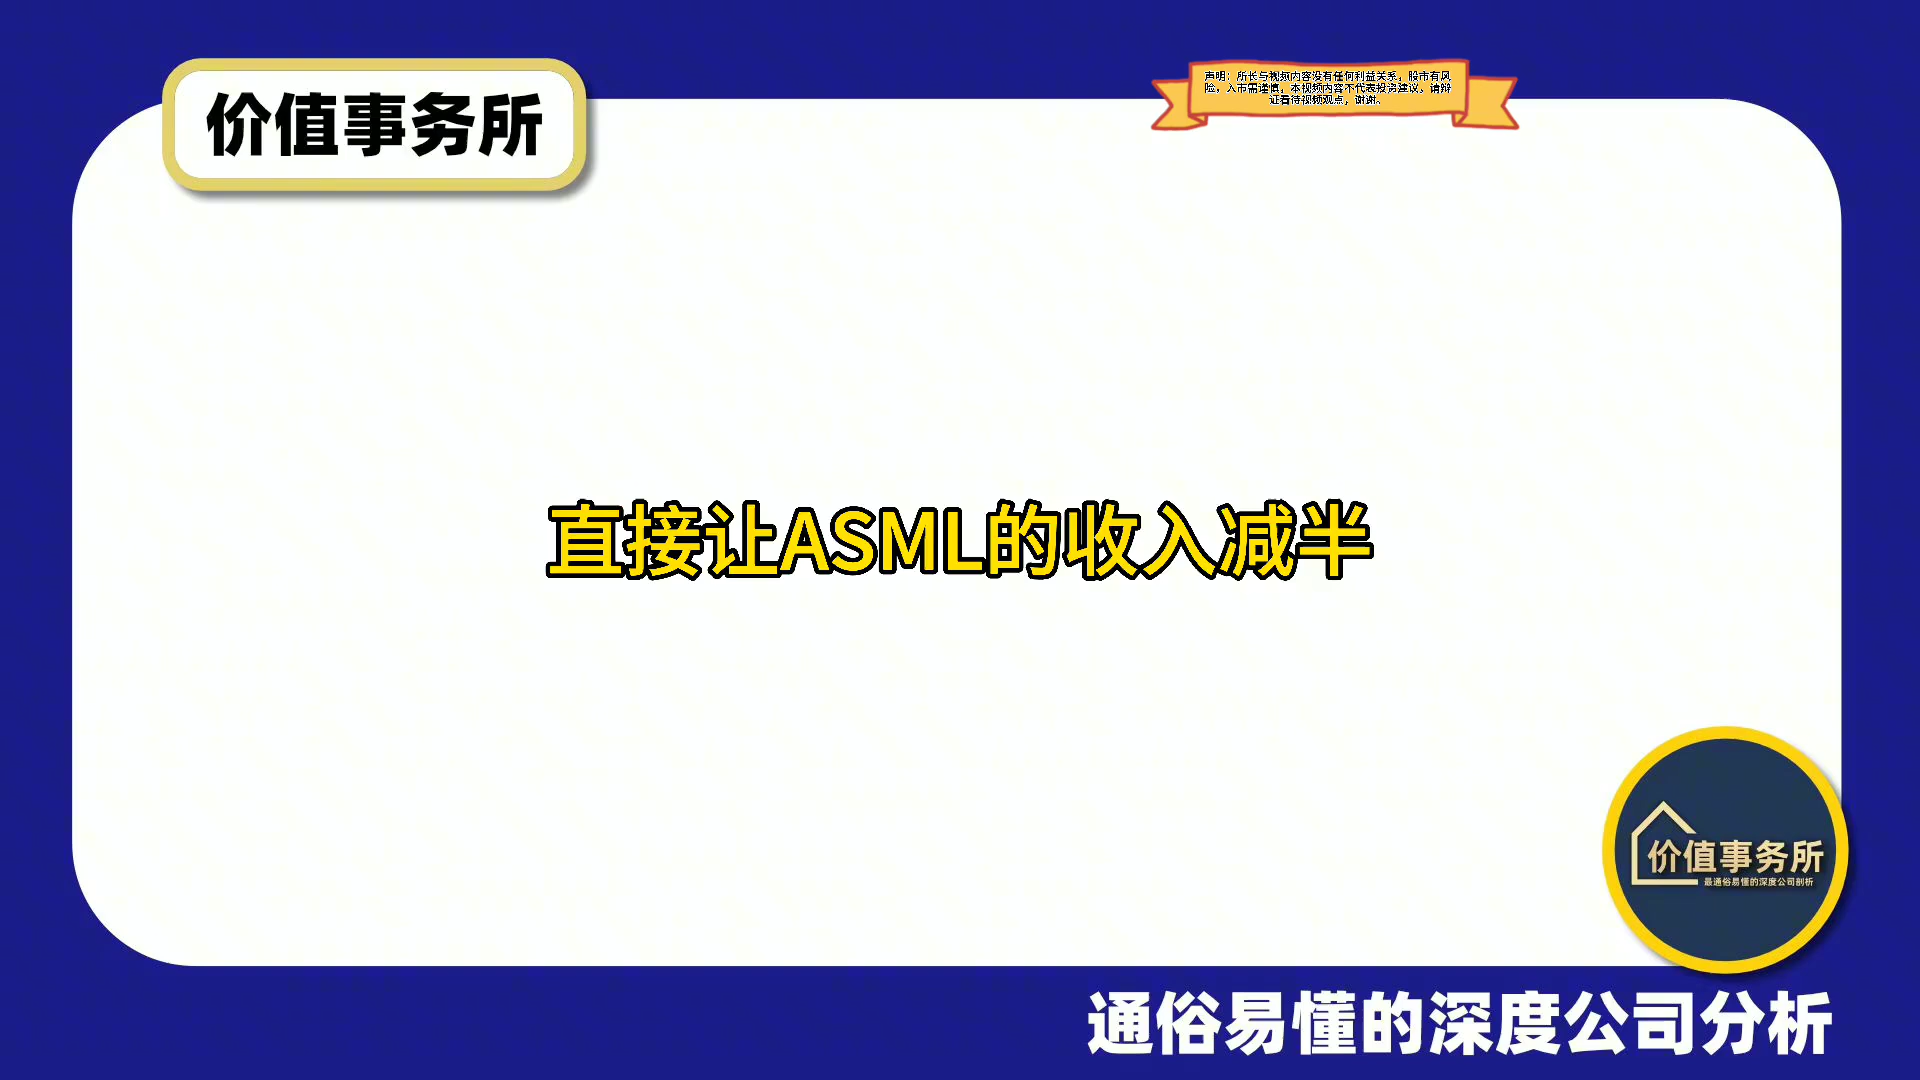 价值事务所
声明：所长与视频内容没有任何利益关系，股市有风
险，入市需谨慎，本视频内容不代表投资建议，请辩
证看待视频观点，谢谢。
直接让ASML的收入减半
价值事务所
最通俗易懂的深度公司剖析
通俗易懂的深度公司分析